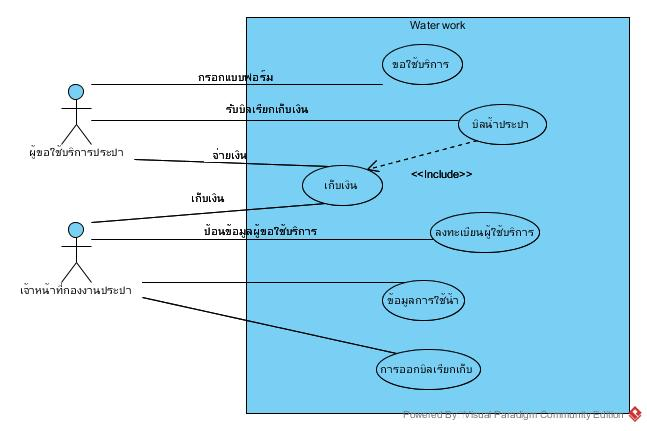 Water work
ขอใช้บริการ
กรอกแบบฟอร์ม
รับบิลเรียกเก็บเงิน
บิลน้ำประปา
ผู้ขอใช้บริการประปา
จ่ายเงิน
<<Include>>
เก็บเงิน
เก็บเงิน
ป้อนข้อมูลผู้ขอใช้บริการ
ลงทะเบียนผู้ใช้บริการ
เจ้าหน้าที่กองงานประปา
ข้อมูลการใช้น้ำ
การออกบิลเรียกเก็บ
Powered By Visual Paradigm Community Edition